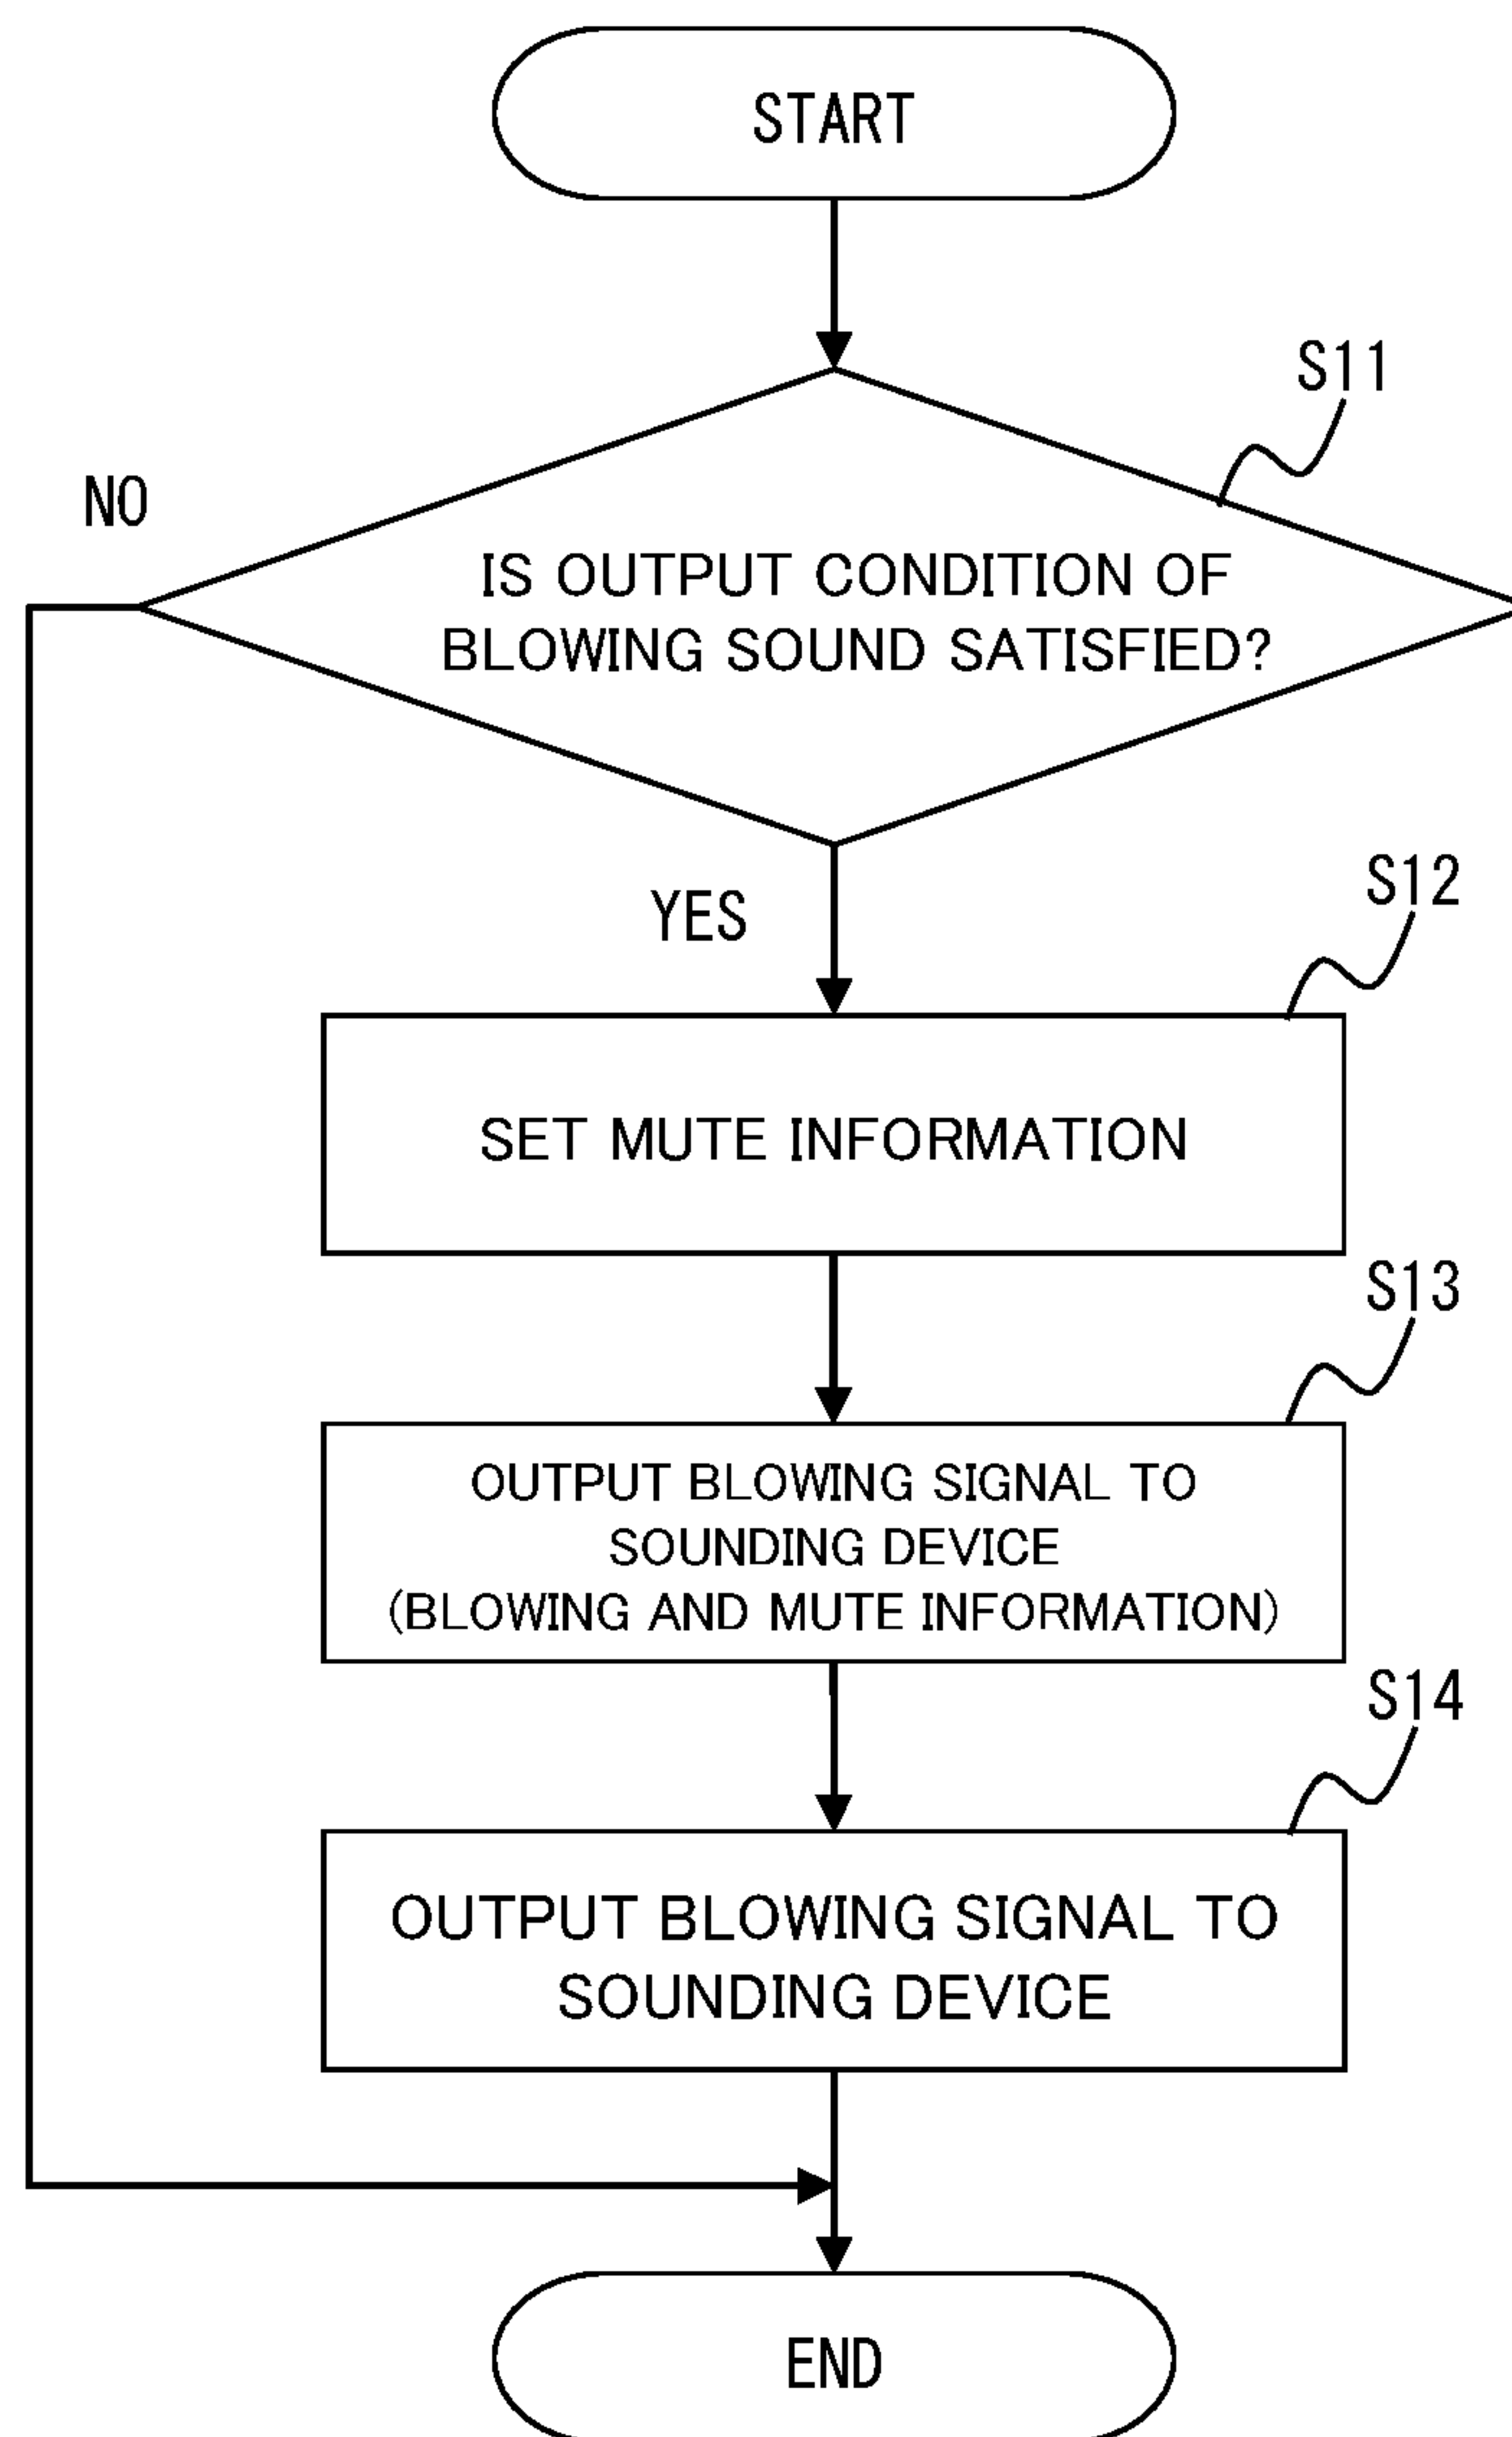 START
S11
NO
IS OUTPUT CONDITION OF
BLOWING SOUND SATISFIED?
YES
S12
SET MUTE INFORMATION
S13
OUTPUT BLOWING SIGNAL TO
SOUNDING DEVICE
(BLOWING AND MUTE INFORMATION)
S14
OUTPUT BLOWING SIGNAL TO
SOUNDING DEVICE
END